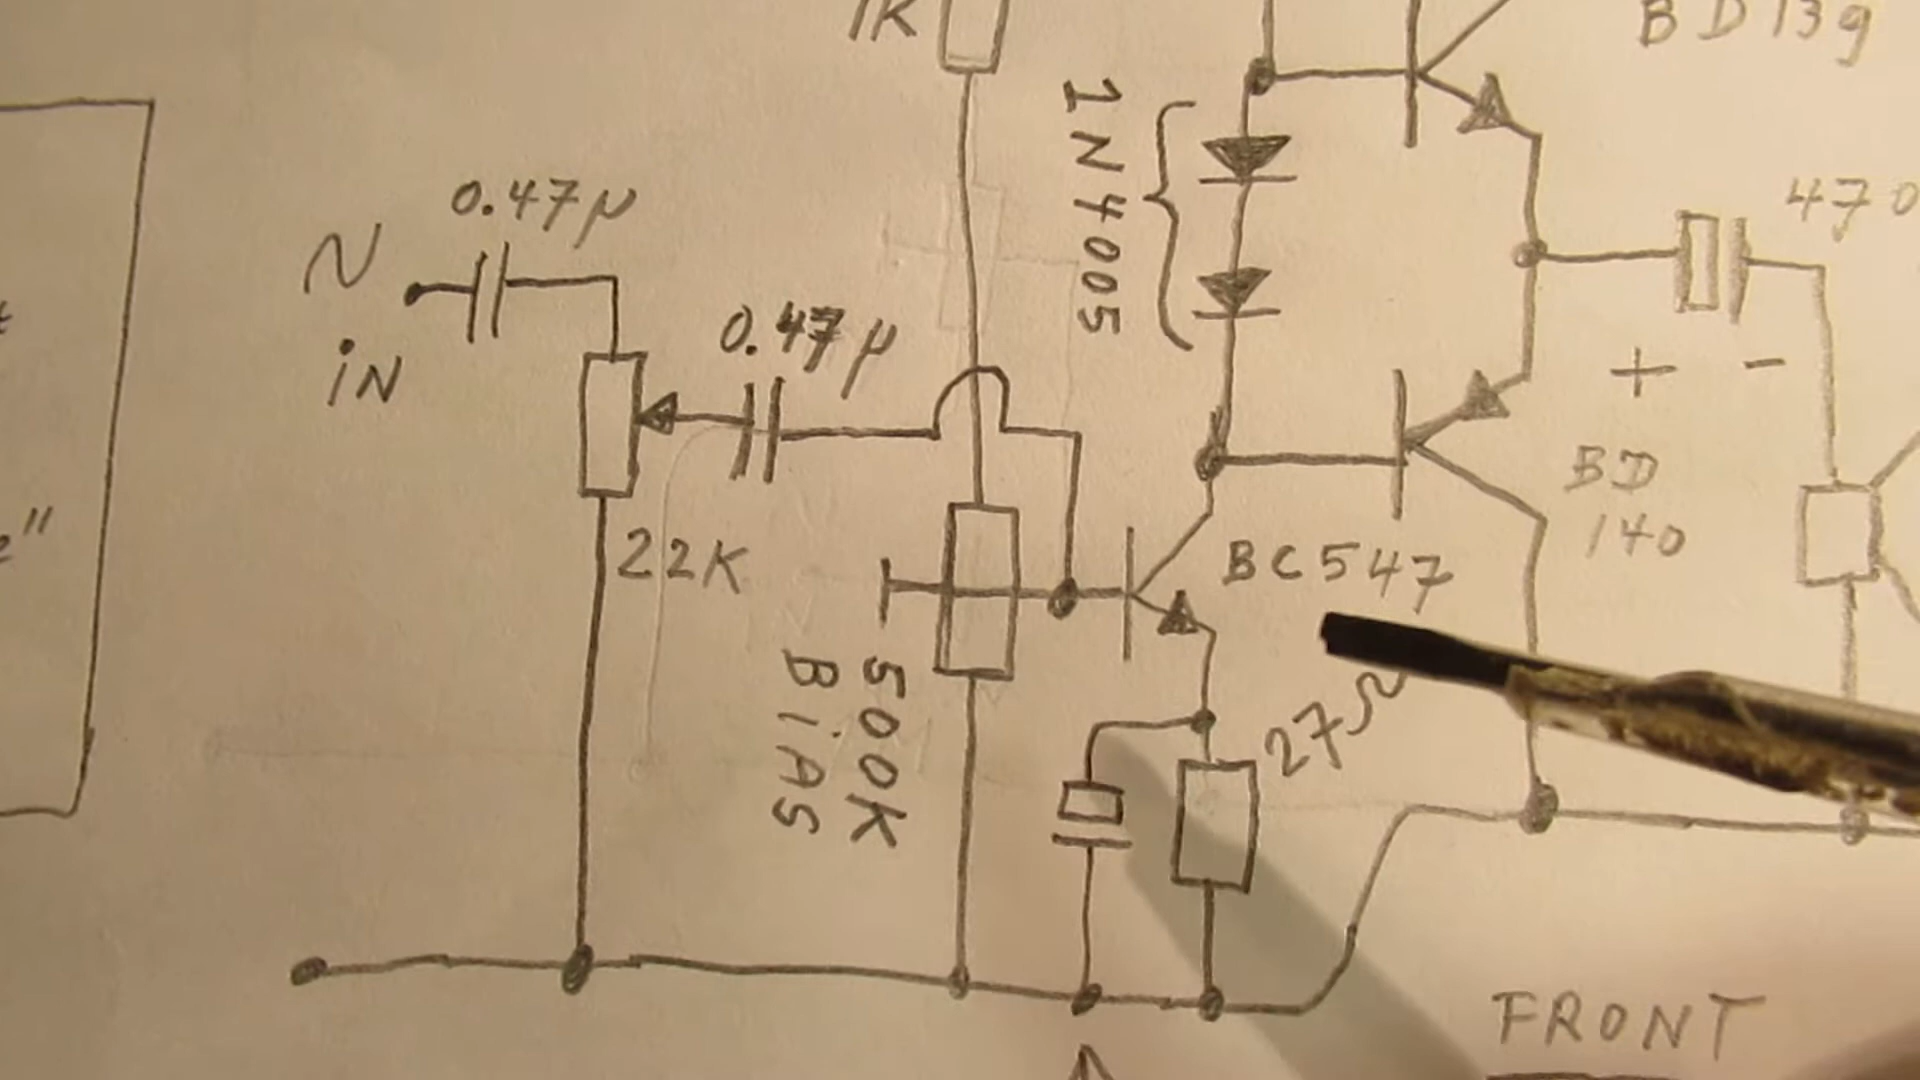 1K
BD139
0.47µ
~
iN
0.47µ
1N4005
470
+ -
22K
BD
140
BC547
500K
BiAS
27Ω
FRONT